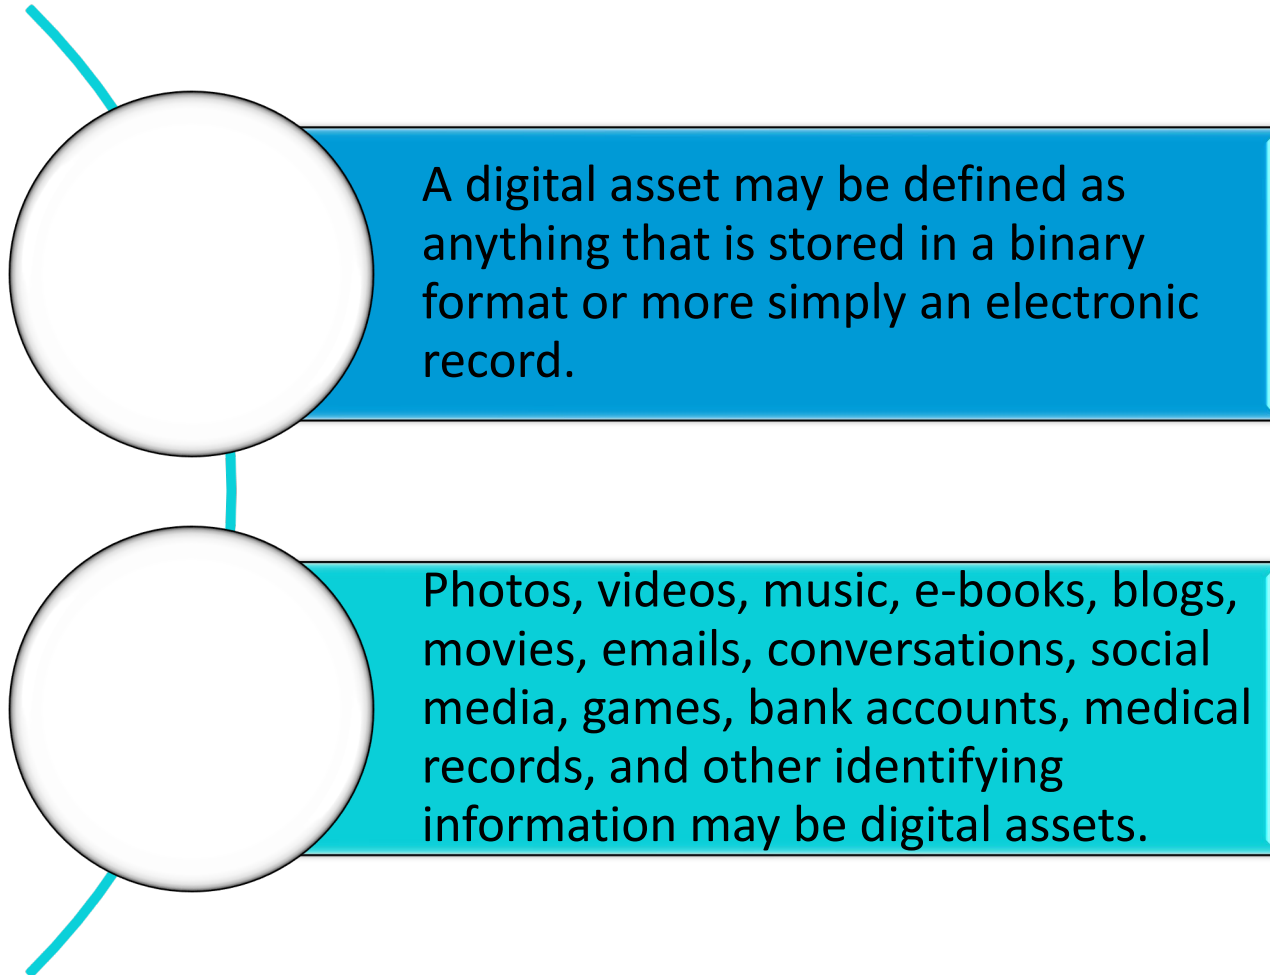 A digital asset may be defined as
anything that is stored in a binary
format or more simply an electronic
record.
Photos, videos, music, e-books, blogs,
movies, emails, conversations, social
media, games, bank accounts, medical
records, and other identifying
information may be digital assets.